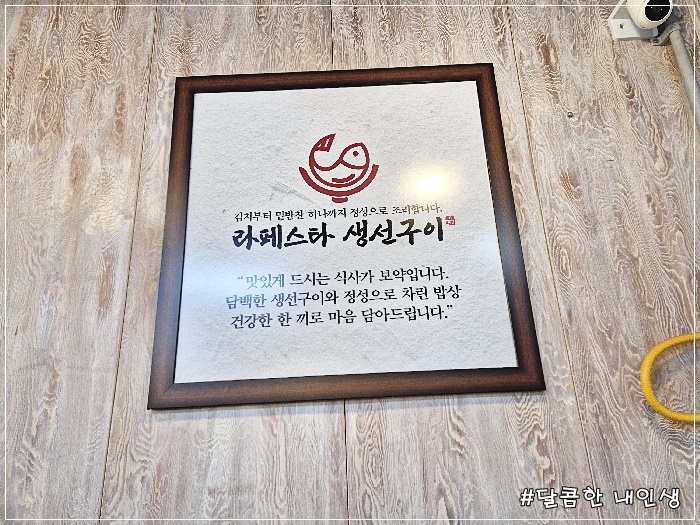 김치부터 밑반찬 하나까지 정성으로 조리합니다.
라페스타 생선구이
“맛있게 드시는 식사가 보약입니다.
담백한 생선구이와 정성으로 차린 밥상
건강한 한 끼로 마음 담아드립니다.”
#달콤한 내인생